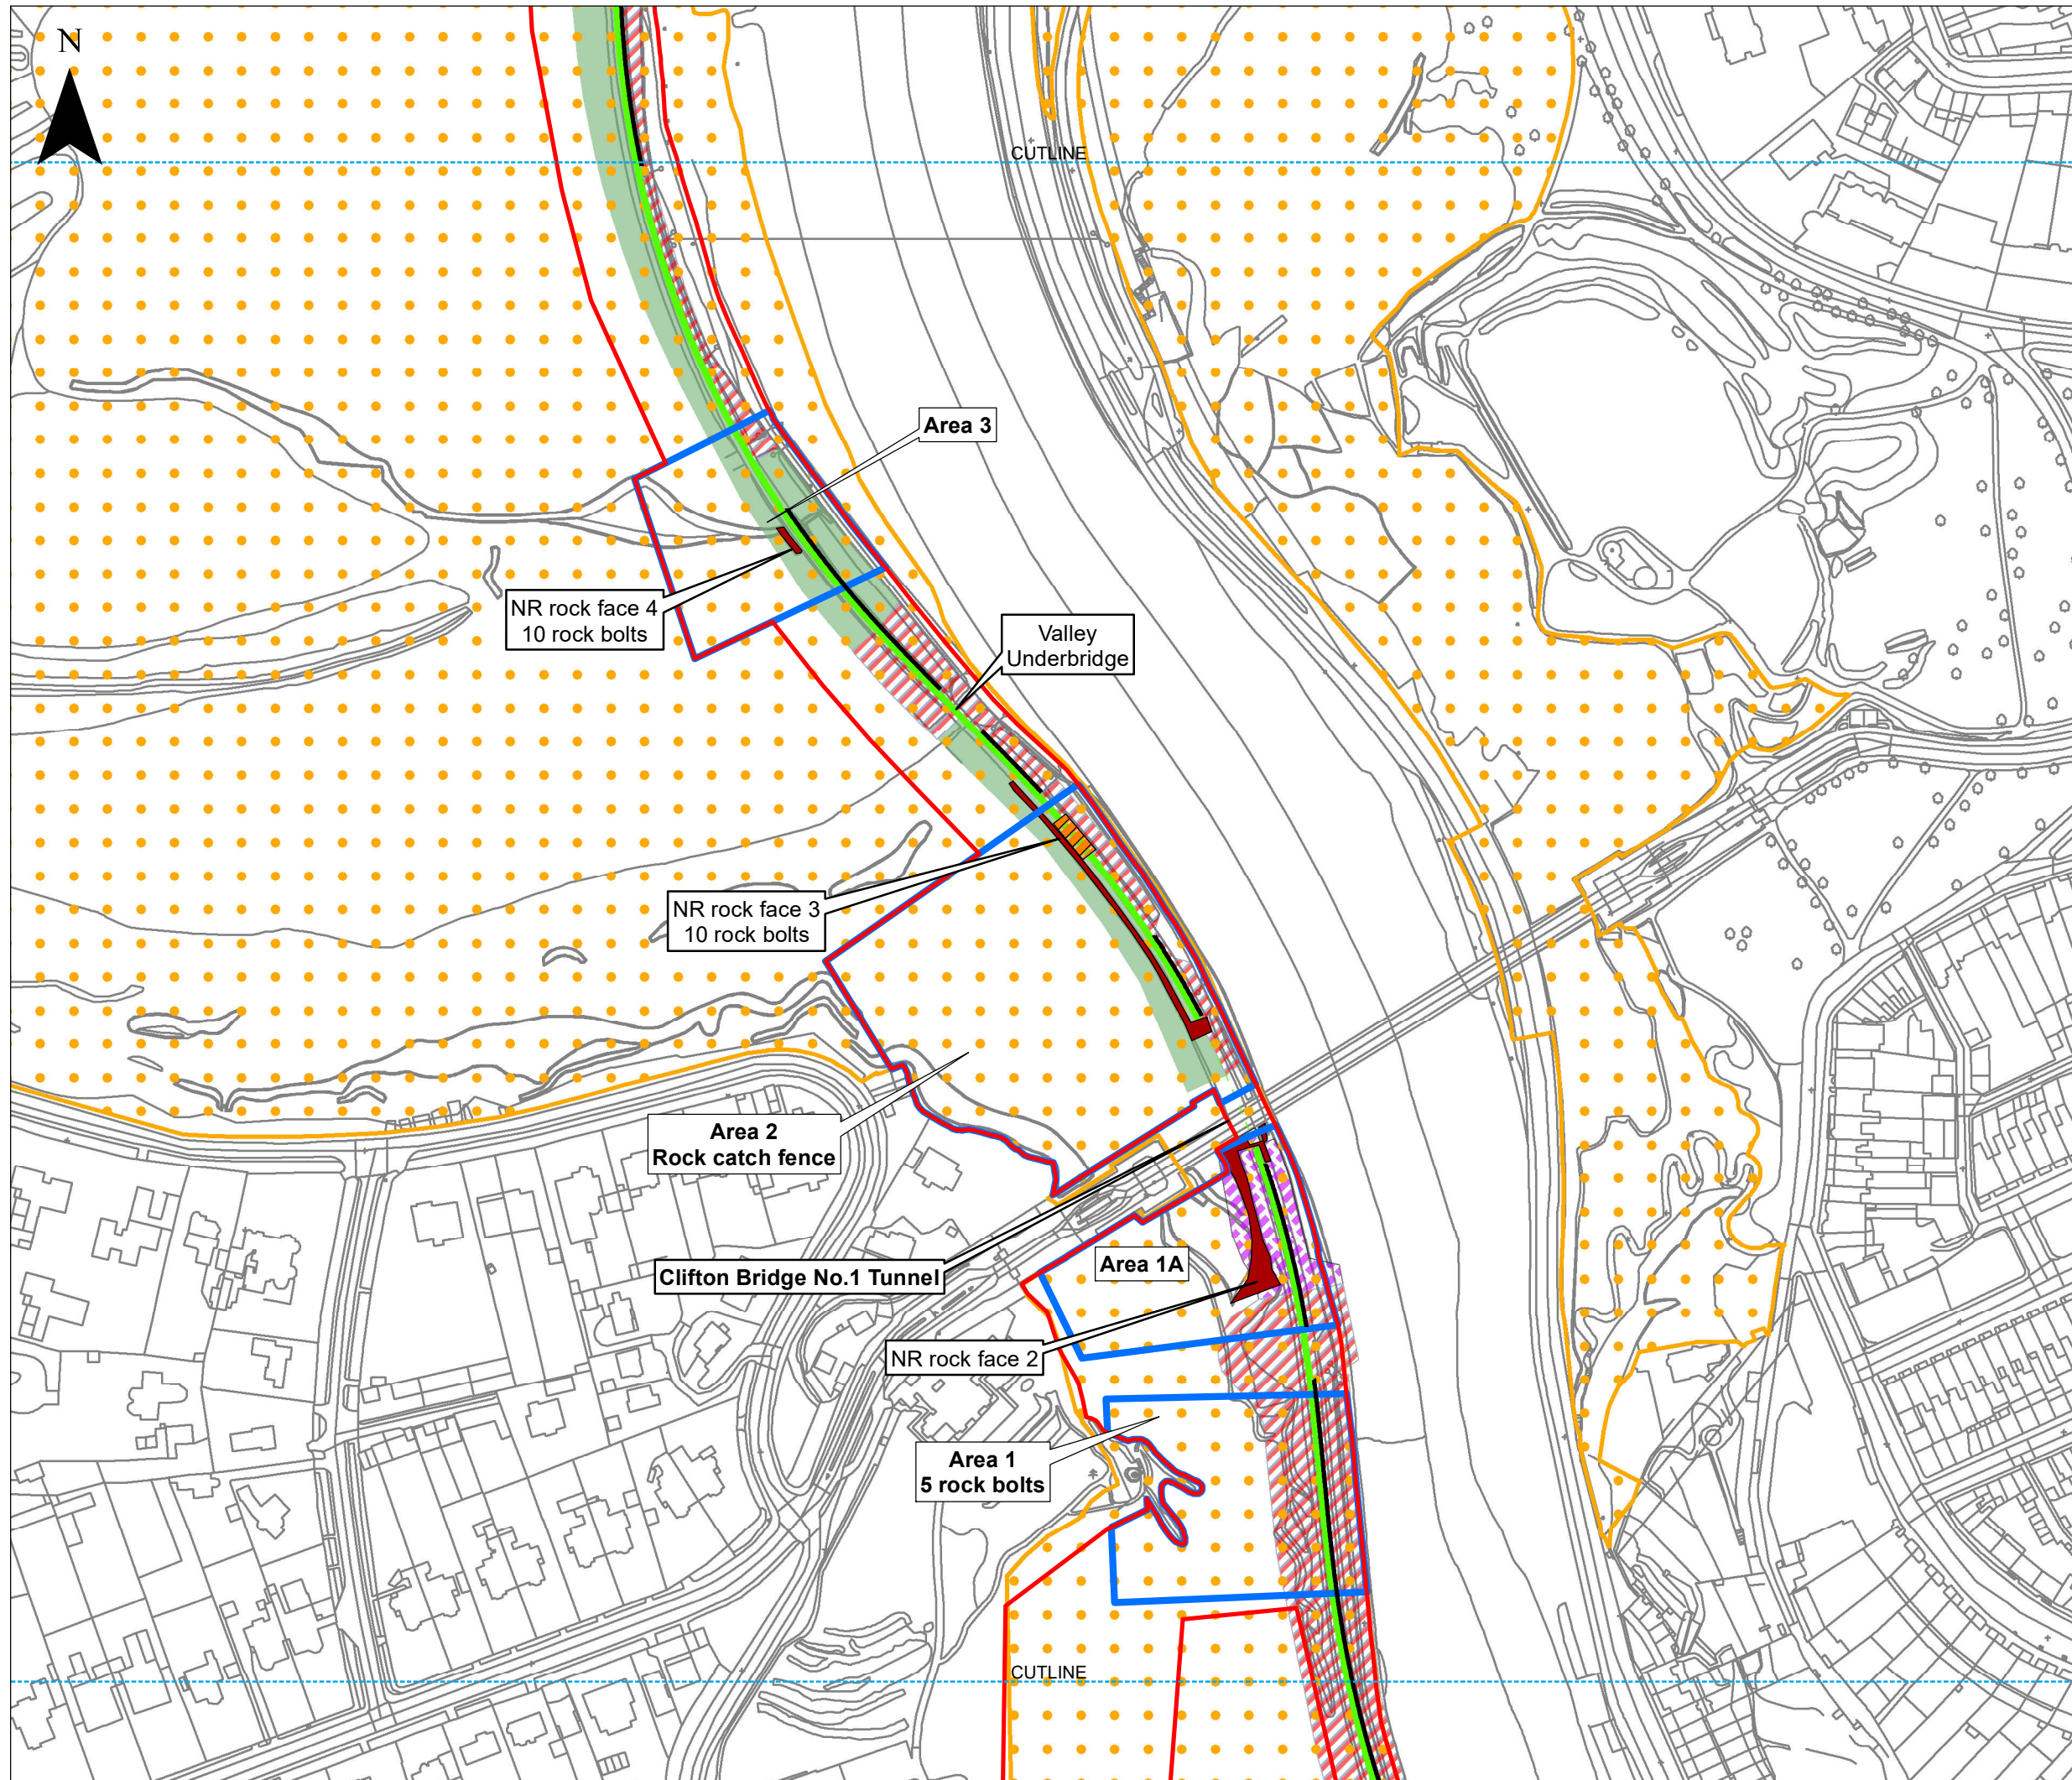 N
CUTLINE
Area 3
NR rock face 4
10 rock bolts
Valley
Underbridge
NR rock face 3
10 rock bolts
Area 2
Rock catch fence
Area 1A
Clifton Bridge No.1 Tunnel
NR rock face 2
Area 1
5 rock bolts
CUTLINE